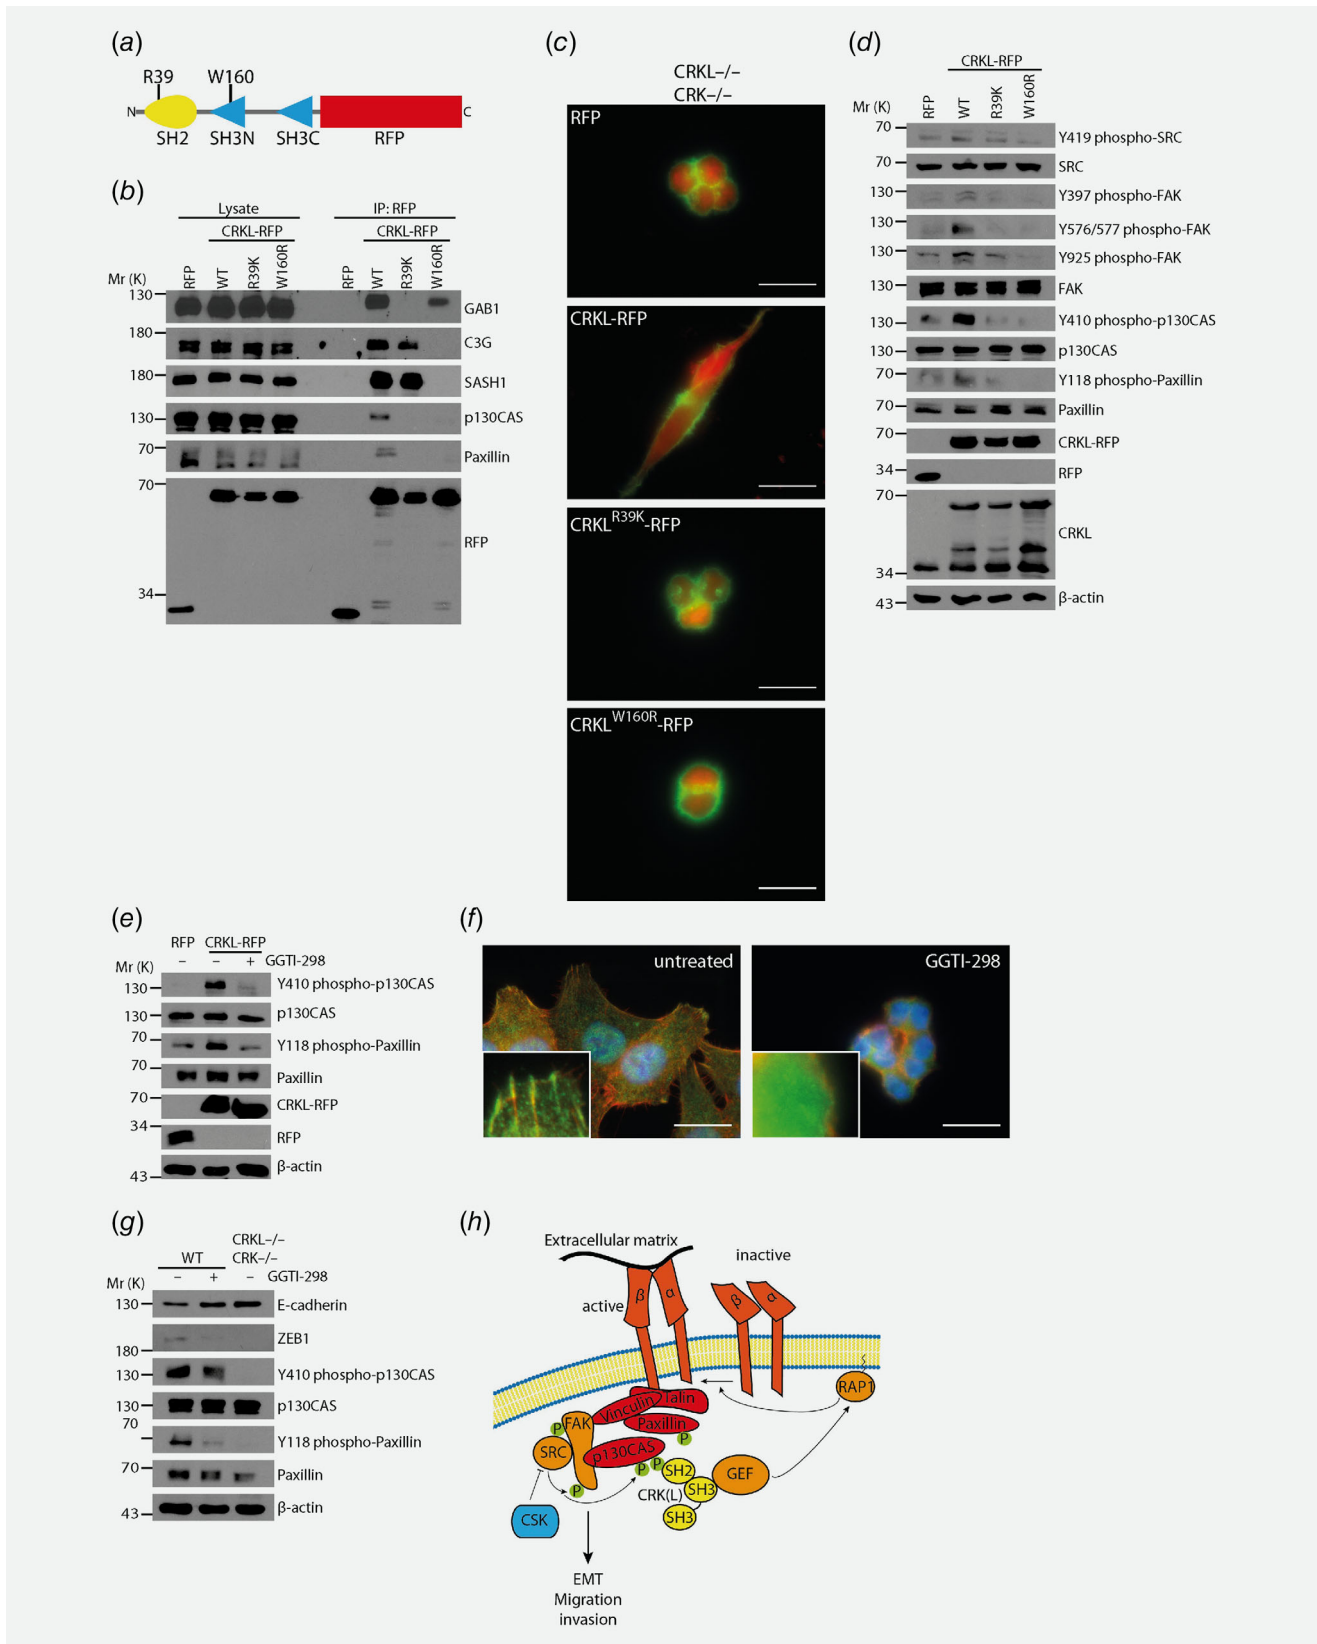 (a)
R39 W160
N C
SH2 SH3N SH3C RFP
(b)
Lysate IP: RFP
CRKL-RFP CRKL-RFP
Mr (K) RFP WT R39K W160R RFP WT R39K W160R
130 GAB1
180 C3G
180 SASH1
130 p130CAS
70 Paxillin
70
RFP
34
(c)
CRKL–/–
CRK–/–
RFP
CRKL-RFP
CRKL^R39K-RFP
CRKL^W160R-RFP
(d)
CRKL-RFP
Mr (K) RFP WT R39K W160R
70 Y419 phospho-SRC
70 SRC
130 Y397 phospho-FAK
130 Y576/577 phospho-FAK
130 Y925 phospho-FAK
130 FAK
130 Y410 phospho-p130CAS
130 p130CAS
70 Y118 phospho-Paxillin
70 Paxillin
70 CRKL-RFP
34 RFP
70
CRKL
34
43 β-actin
(e)
RFP CRKL-RFP
– – + GGTI-298
Mr (K)
130 Y410 phospho-p130CAS
130 p130CAS
70 Y118 phospho-Paxillin
70 Paxillin
70 CRKL-RFP
34 RFP
43 β-actin
(f)
untreated GGTI-298
(g)
CRKL–/–
WT CRK–/–
– + – GGTI-298
Mr (K)
130 E-cadherin
ZEB1
180
130 Y410 phospho-p130CAS
130 p130CAS
70
Y118 phospho-Paxillin
70 Paxillin
43 β-actin
(h)
Extracellular matrix
inactive
active β α β α
RAP1
Vinculin Talin
FAK Paxillin
P P
SRC p130CAS
P P SH2 GEF
P CRK(L) SH3
CSK SH3
EMT
Migration
invasion